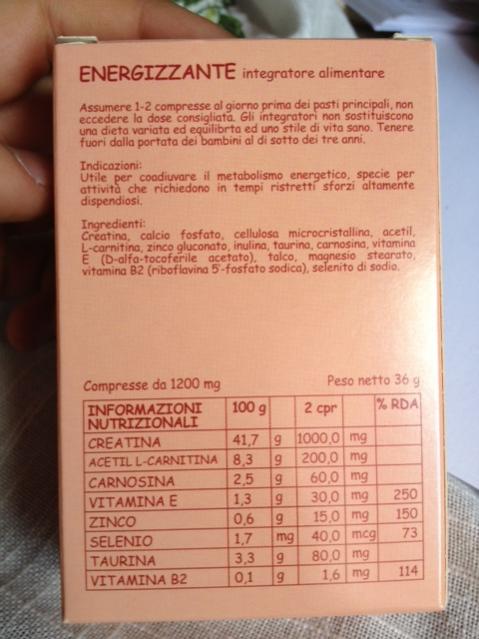 ENERGIZZANTE integratore alimentare
Assumere 1-2 compresse al giorno prima dei pasti principali, non
eccedere la dose consigliata. Gli integratori non sostituiscono
una dieta variata ed equilibrta ed uno stile di vita sano. Tenere
fuori dalla portata dei bambini al di sotto dei tre anni.
Indicazioni:
Utile per coadiuvare il metabolismo energetico, specie per
attività che richiedono in tempi ristretti sforzi altamente
dispendiosi.
Ingredienti:
Creatina, calcio fosfato, cellulosa microcristallina, acetil,
L-carnitina, zinco gluconato, inulina, taurina, carnosina, vitamina
E (D-alfa-tocoferile acetato), talco, magnesio stearato,
vitamina B2 (riboflavina 5'-fosfato sodica), selenito di sodio.
Compresse da 1200 mg Peso netto 36 g
INFORMAZIONI NUTRIZIONALI 100 g 2 cpr % RDA
CREATINA 41,7 g 1000,0 mg
ACETIL L-CARNITINA 8,3 g 200,0 mg
CARNOSINA 2,5 g 60,0 mg
VITAMINA E 1,3 g 30,0 mg 250
ZINCO 0,6 g 15,0 mg 150
SELENIO 1,7 mg 40,0 mcg 73
TAURINA 3,3 g 80,0 mg
VITAMINA B2 0,1 g 1,6 mg 114